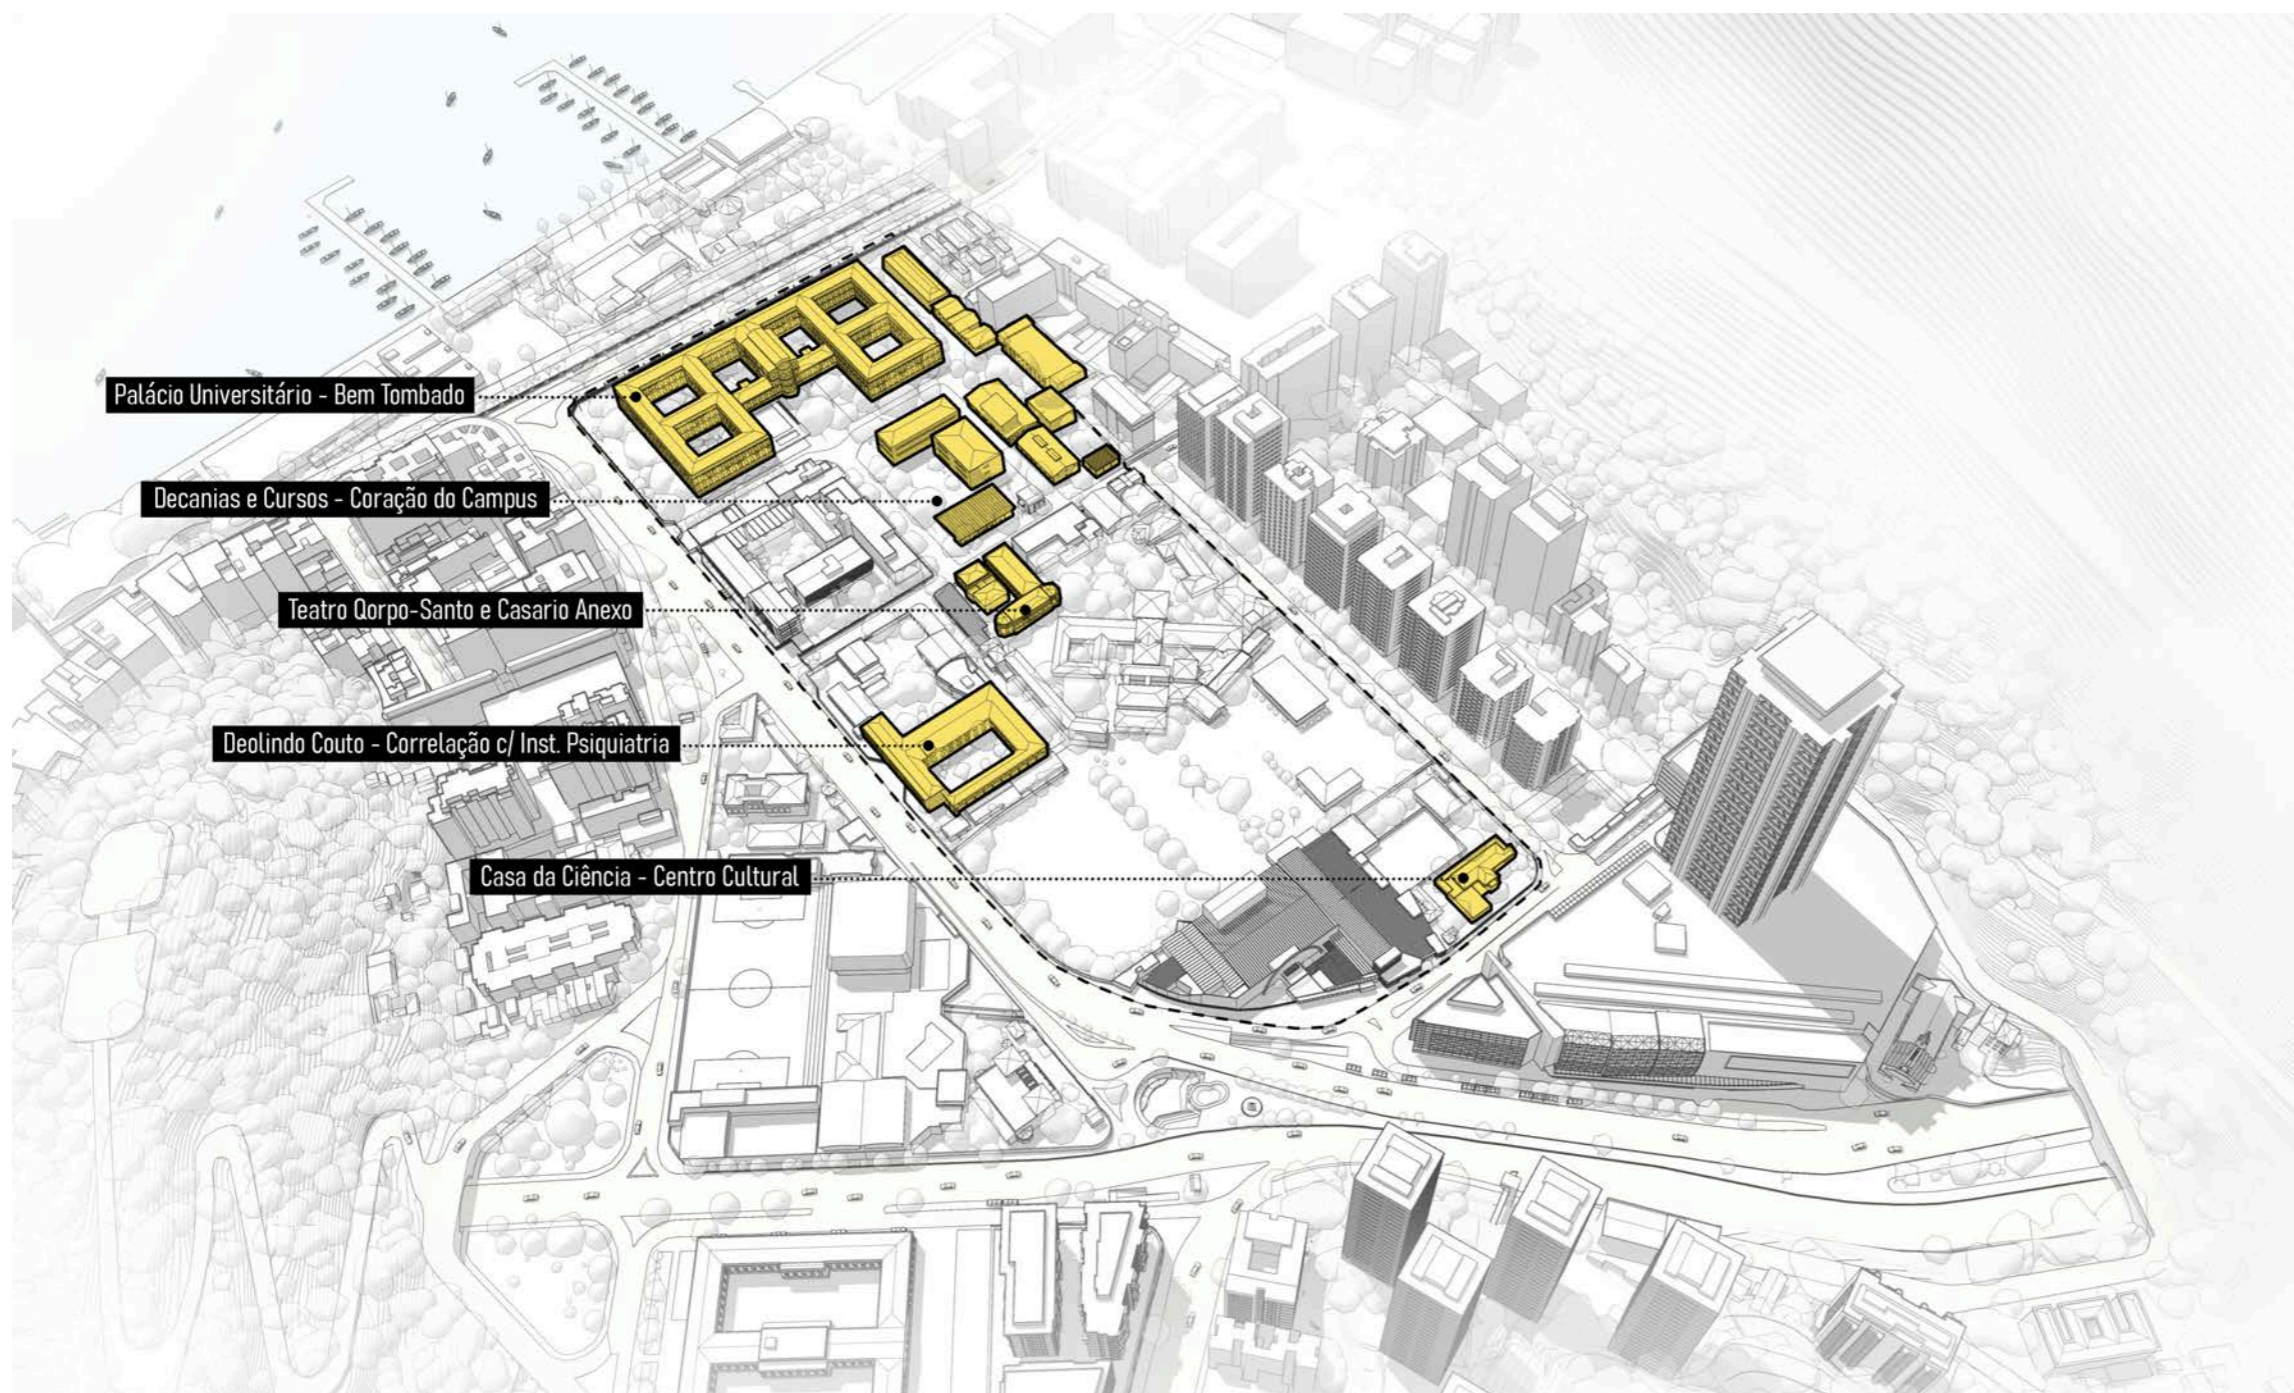 Palácio Universitário - Bem Tombado
Decanias e Cursos - Coração do Campus
Teatro Qorpo-Santo e Casario Anexo
Deolindo Couto - Correlação c/ Inst. Psiquiatria
Casa da Ciência - Centro Cultural